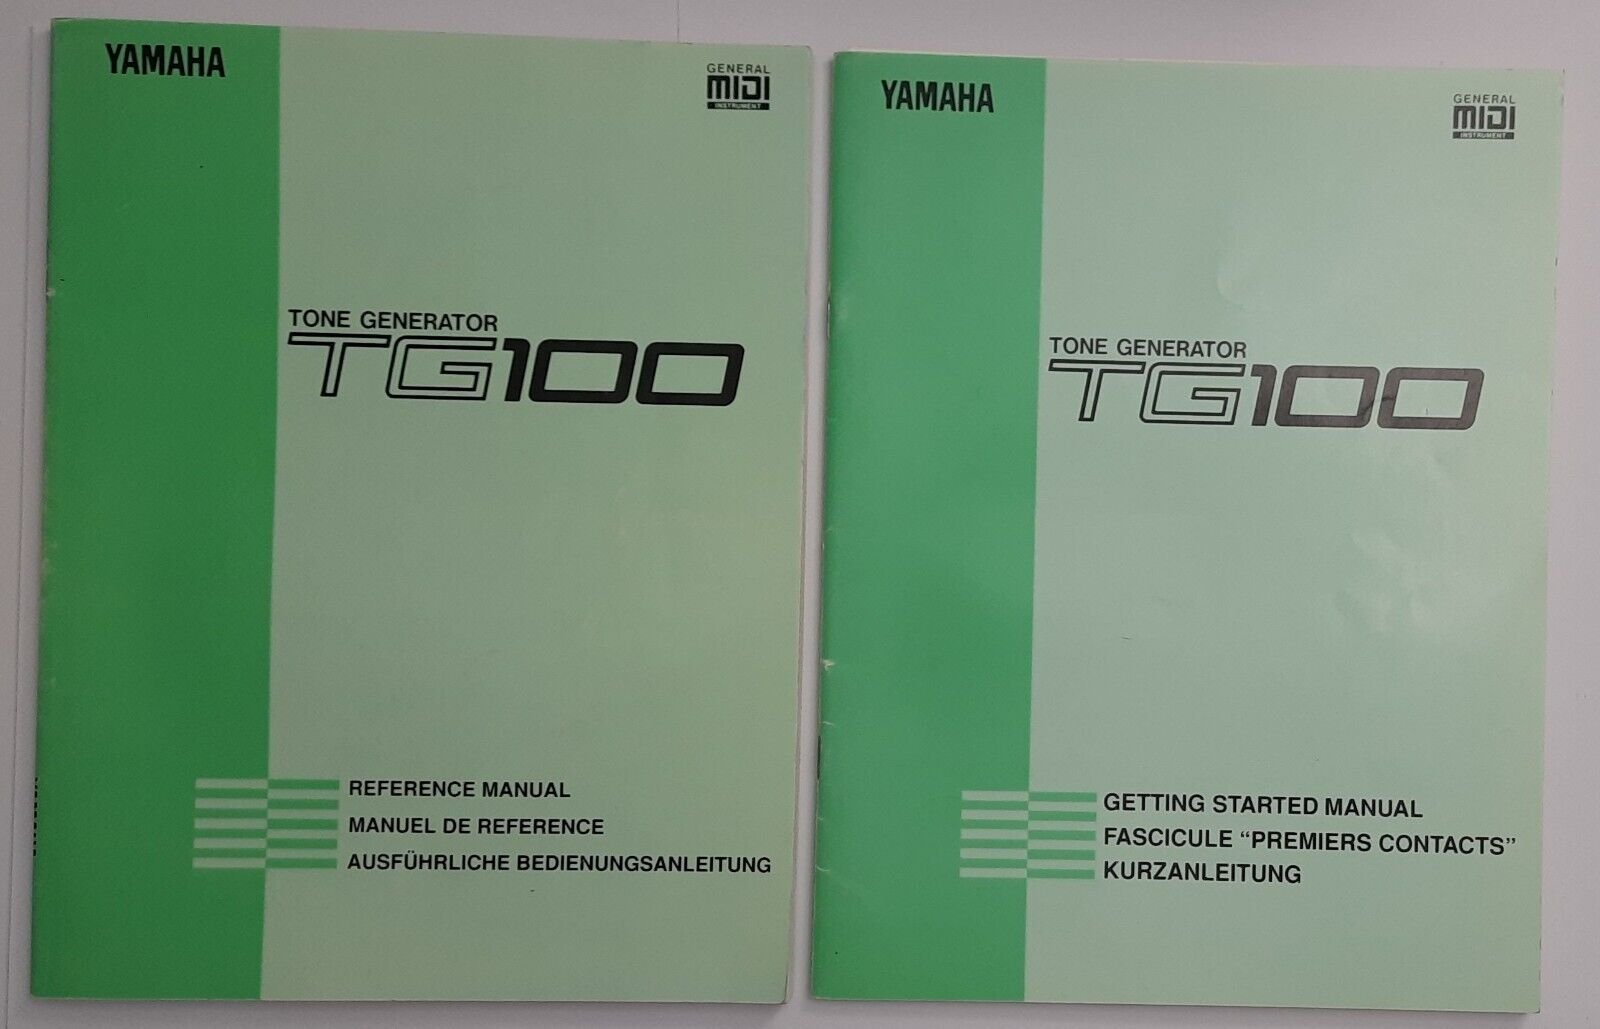 YAMAHA
GENERAL
MIDI
INSTRUMENT
TONE GENERATOR
TG100
REFERENCE MANUAL
MANUEL DE REFERENCE
AUSFÜHRLICHE BEDIENUNGSANLEITUNG
YAMAHA
GENERAL
MIDI
INSTRUMENT
TONE GENERATOR
TG100
GETTING STARTED MANUAL
FASCICULE “PREMIERS CONTACTS”
KURZANLEITUNG